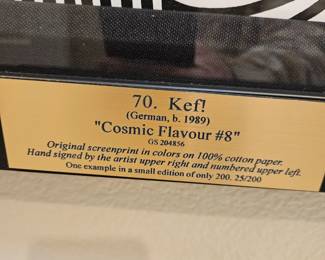 70. Kef!
(German, b. 1989)
"Cosmic Flavour #8"
GS 204856
Original screenprint in colors on 100% cotton paper.
Hand signed by the artist upper right and numbered upper left.
One example in a small edition of only 200. 25/200